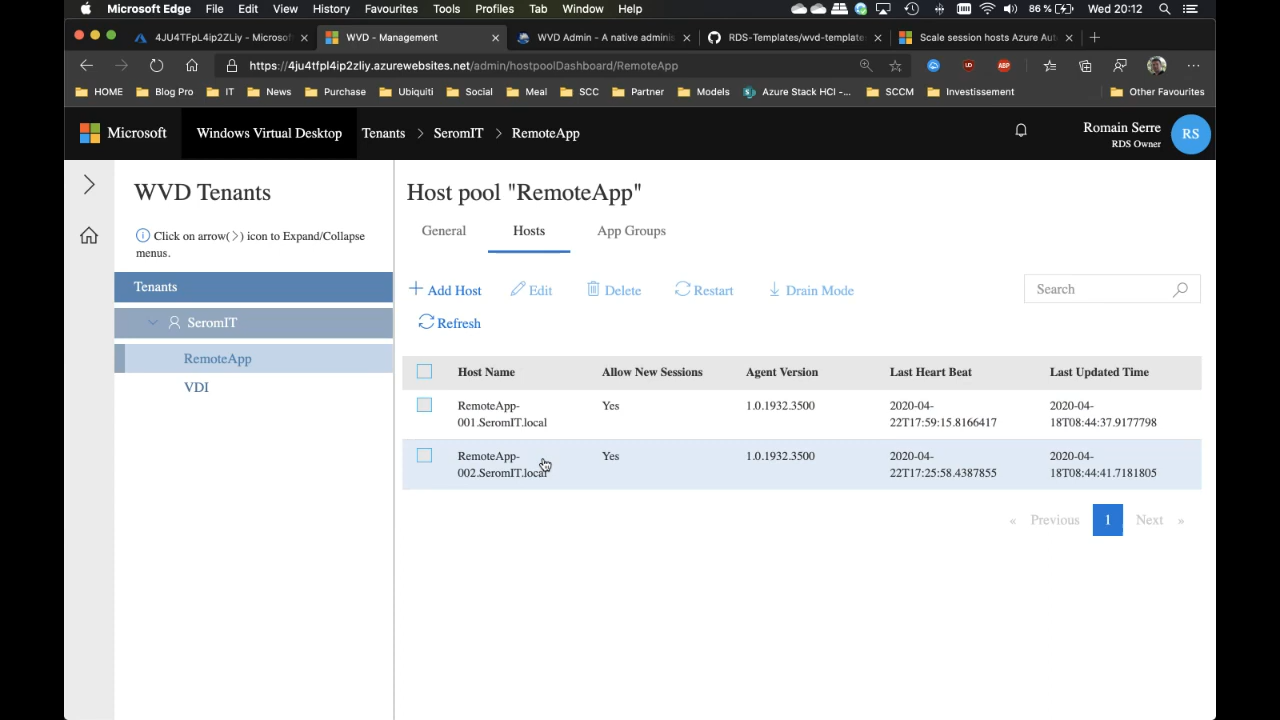 Microsoft Edge File Edit View History Favourites Tools Profiles Tab Window Help 86 % Wed 20:12
4JU4TFpL4ip2ZLiy - Microsof WVD - Management WVD Admin - A native adminis RDS-Templates/wvd-template Scale session hosts Azure Aut
https://4ju4tfpl4ip2zliy.azurewebsites.net/admin/hostpoolDashboard/RemoteApp
HOME Blog Pro IT News Purchase Ubiquiti Social Meal SCC Partner Models Azure Stack HCI -... SCCM Investissement Other Favourites
Microsoft Windows Virtual Desktop Tenants > SeromIT > RemoteApp
Romain Serre
RDS Owner
RS
WVD Tenants
Click on arrow(>) icon to Expand/Collapse
menus.
Tenants
SeromIT
RemoteApp
VDI
Host pool "RemoteApp"
General Hosts App Groups
+ Add Host Edit Delete Restart Drain Mode
Search
Refresh
Host Name Allow New Sessions Agent Version Last Heart Beat Last Updated Time
RemoteApp- Yes 1.0.1932.3500 2020-04- 2020-04-
001.SeromIT.local 22T17:59:15.8166417 18T08:44:37.9177798
RemoteApp- Yes 1.0.1932.3500 2020-04- 2020-04-
002.SeromIT.local 22T17:25:58.4387855 18T08:44:41.7181805
« Previous 1 Next »